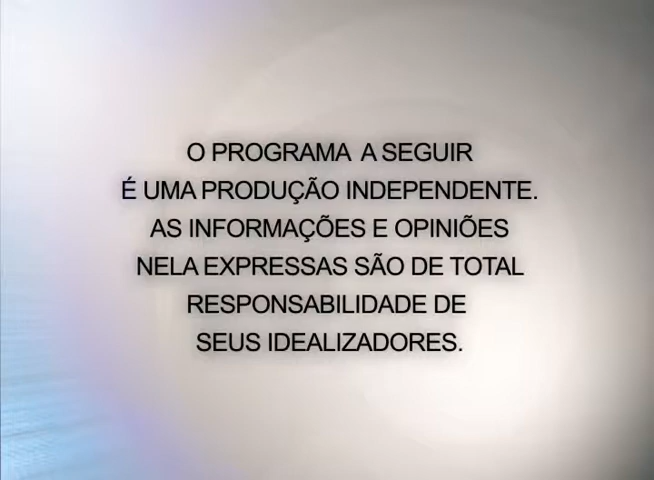 O PROGRAMA A SEGUIR
É UMA PRODUÇÃO INDEPENDENTE.
AS INFORMAÇÕES E OPINIÕES
NELA EXPRESSAS SÃO DE TOTAL
RESPONSABILIDADE DE
SEUS IDEALIZADORES.